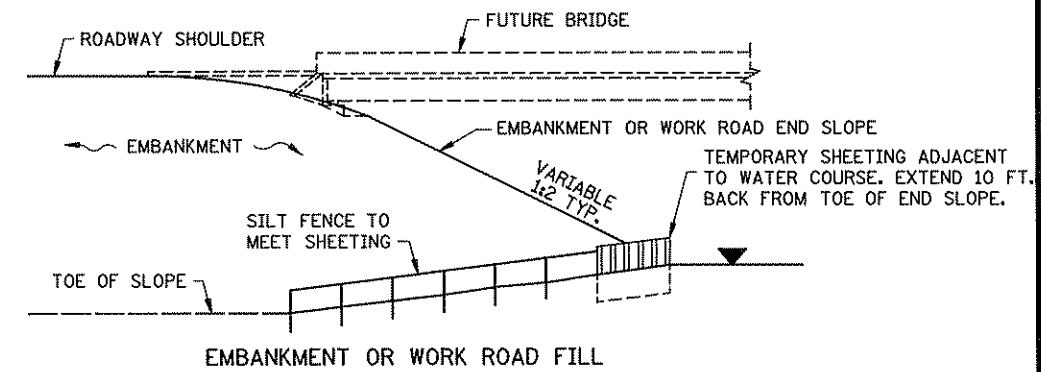 FUTURE BRIDGE
ROADWAY SHOULDER
EMBANKMENT
EMBANKMENT OR WORK ROAD END SLOPE
TEMPORARY SHEETING ADJACENT
TO WATER COURSE. EXTEND 10 FT.
BACK FROM TOE OF END SLOPE.
VARIABLE
1:2 TYP.
SILT FENCE TO
MEET SHEETING
TOE OF SLOPE
EMBANKMENT OR WORK ROAD FILL